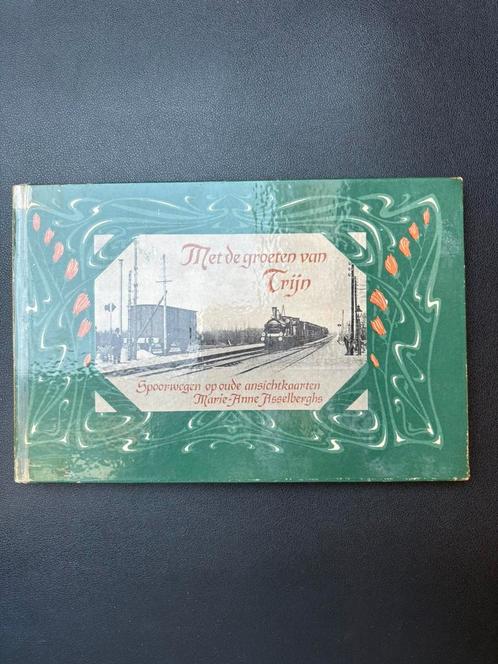 Met de groeten van
Trijn
Spoorwegen op oude ansichtkaarten
Marie-Anne Asselberghs